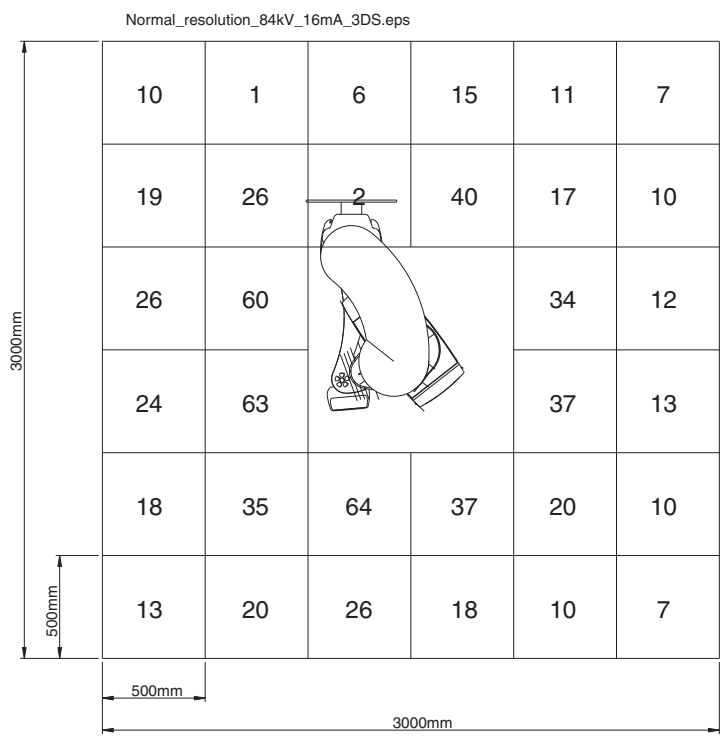 Normal_resolution_84kV_16mA_3DS.eps
10 1 6 15 11 7
19 26 2 40 17 10
26 60 34 12
3000mm
24 63 37 13
18 35 64 37 20 10
500mm
13 20 26 18 10 7
500mm
3000mm